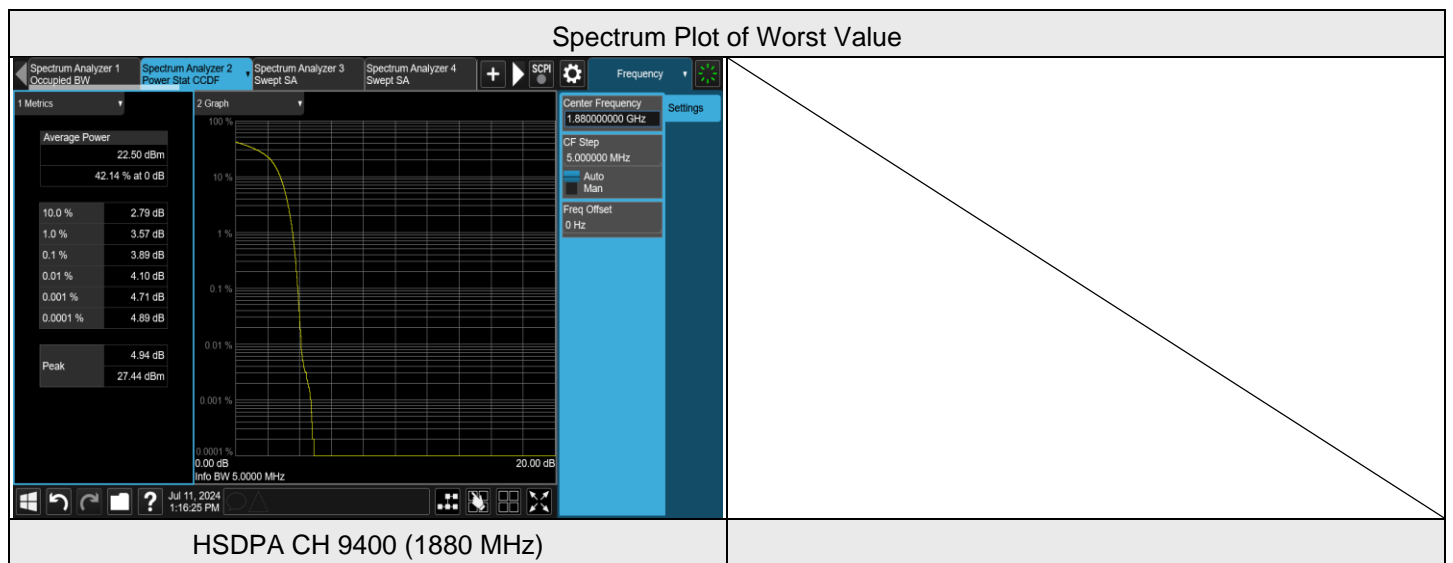 Spectrum Plot of Worst Value
Spectrum Analyzer 1
Occupied BW
Spectrum Analyzer 2
Power Stat CCDF
Spectrum Analyzer 3
Swept SA
Spectrum Analyzer 4
Swept SA
SCPI
Frequency
1 Metrics
Average Power
22.50 dBm
42.14 % at 0 dB
10.0 % 2.79 dB
1.0 % 3.57 dB
0.1 % 3.89 dB
0.01 % 4.10 dB
0.001 % 4.71 dB
0.0001 % 4.89 dB
Peak
4.94 dB
27.44 dBm
2 Graph
100 %
10 %
1 %
0.1 %
0.01 %
0.001 %
0.0001 %
0.00 dB 20.00 dB
Info BW 5.0000 MHz
Center Frequency
1.880000000 GHz
Settings
CF Step
5.000000 MHz
Auto
Man
Freq Offset
0 Hz
?
Jul 11, 2024
1:16:25 PM
HSDPA CH 9400 (1880 MHz)